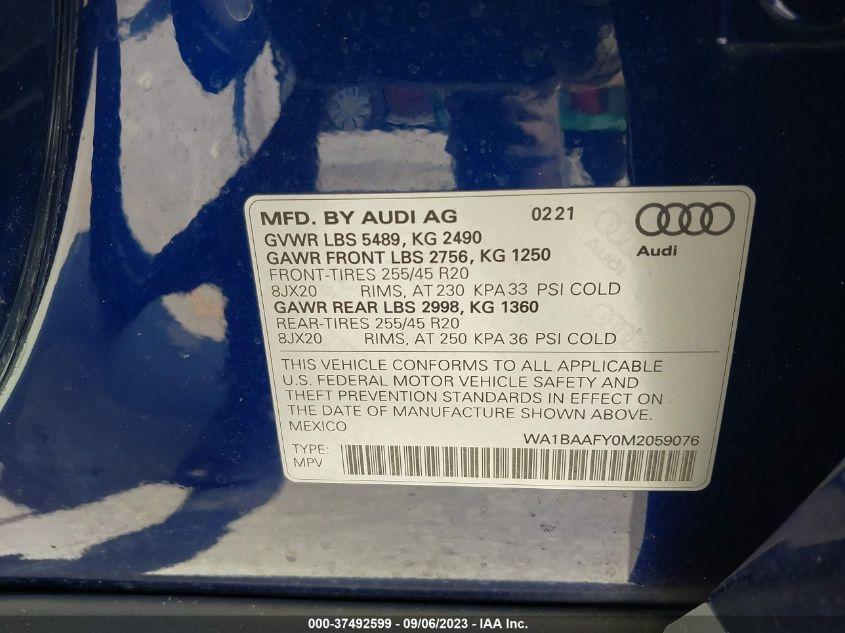 MFD. BY AUDI AG 0221
Audi
GVWR LBS 5489, KG 2490
GAWR FRONT LBS 2756, KG 1250
FRONT-TIRES 255/45 R20
8JX20 RIMS, AT 230 KPA 33 PSI COLD
GAWR REAR LBS 2998, KG 1360
REAR-TIRES 255/45 R20
8JX20 RIMS, AT 250 KPA 36 PSI COLD
THIS VEHICLE CONFORMS TO ALL APPLICABLE
U.S. FEDERAL MOTOR VEHICLE SAFETY AND
THEFT PREVENTION STANDARDS IN EFFECT ON
THE DATE OF MANUFACTURE SHOWN ABOVE.
MEXICO
WA1BAAFY0M2059076
TYPE:
MPV
000-37492599 - 09/06/2023 - IAA Inc.